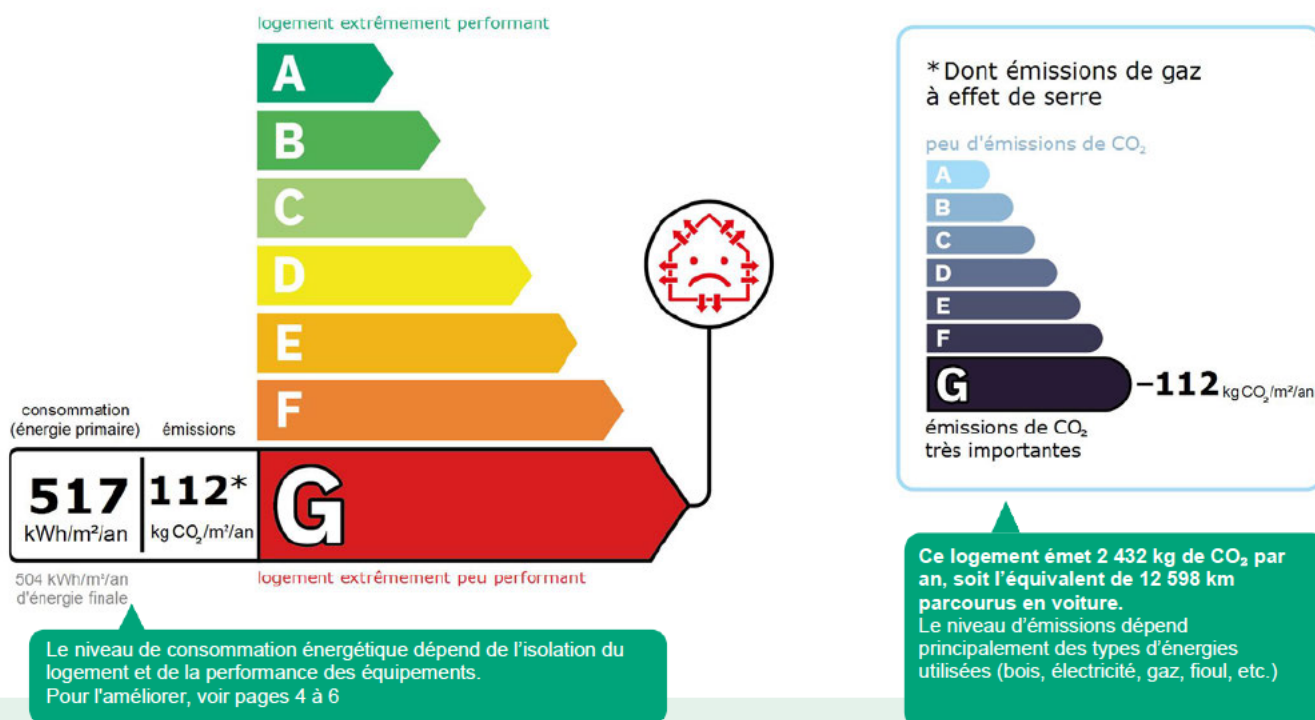 logement extrêmement performant
A
B
C
D
E
F
consommation
(énergie primaire)
émissions
517
kWh/m²/an
112*
kg CO₂/m²/an
G
504 kWh/m²/an
d'énergie finale
logement extrêmement peu performant
Le niveau de consommation énergétique dépend de l'isolation du
logement et de la performance des équipements.
Pour l'améliorer, voir pages 4 à 6
*Dont émissions de gaz
à effet de serre
peu d'émissions de CO₂
A
B
C
D
E
F
G
–112 kg CO₂/m²/an
émissions de CO₂
très importantes
Ce logement émet 2 432 kg de CO₂ par
an, soit l'équivalent de 12 598 km
parcourus en voiture.
Le niveau d'émissions dépend
principalement des types d'énergies
utilisées (bois, électricité, gaz, fioul, etc.)